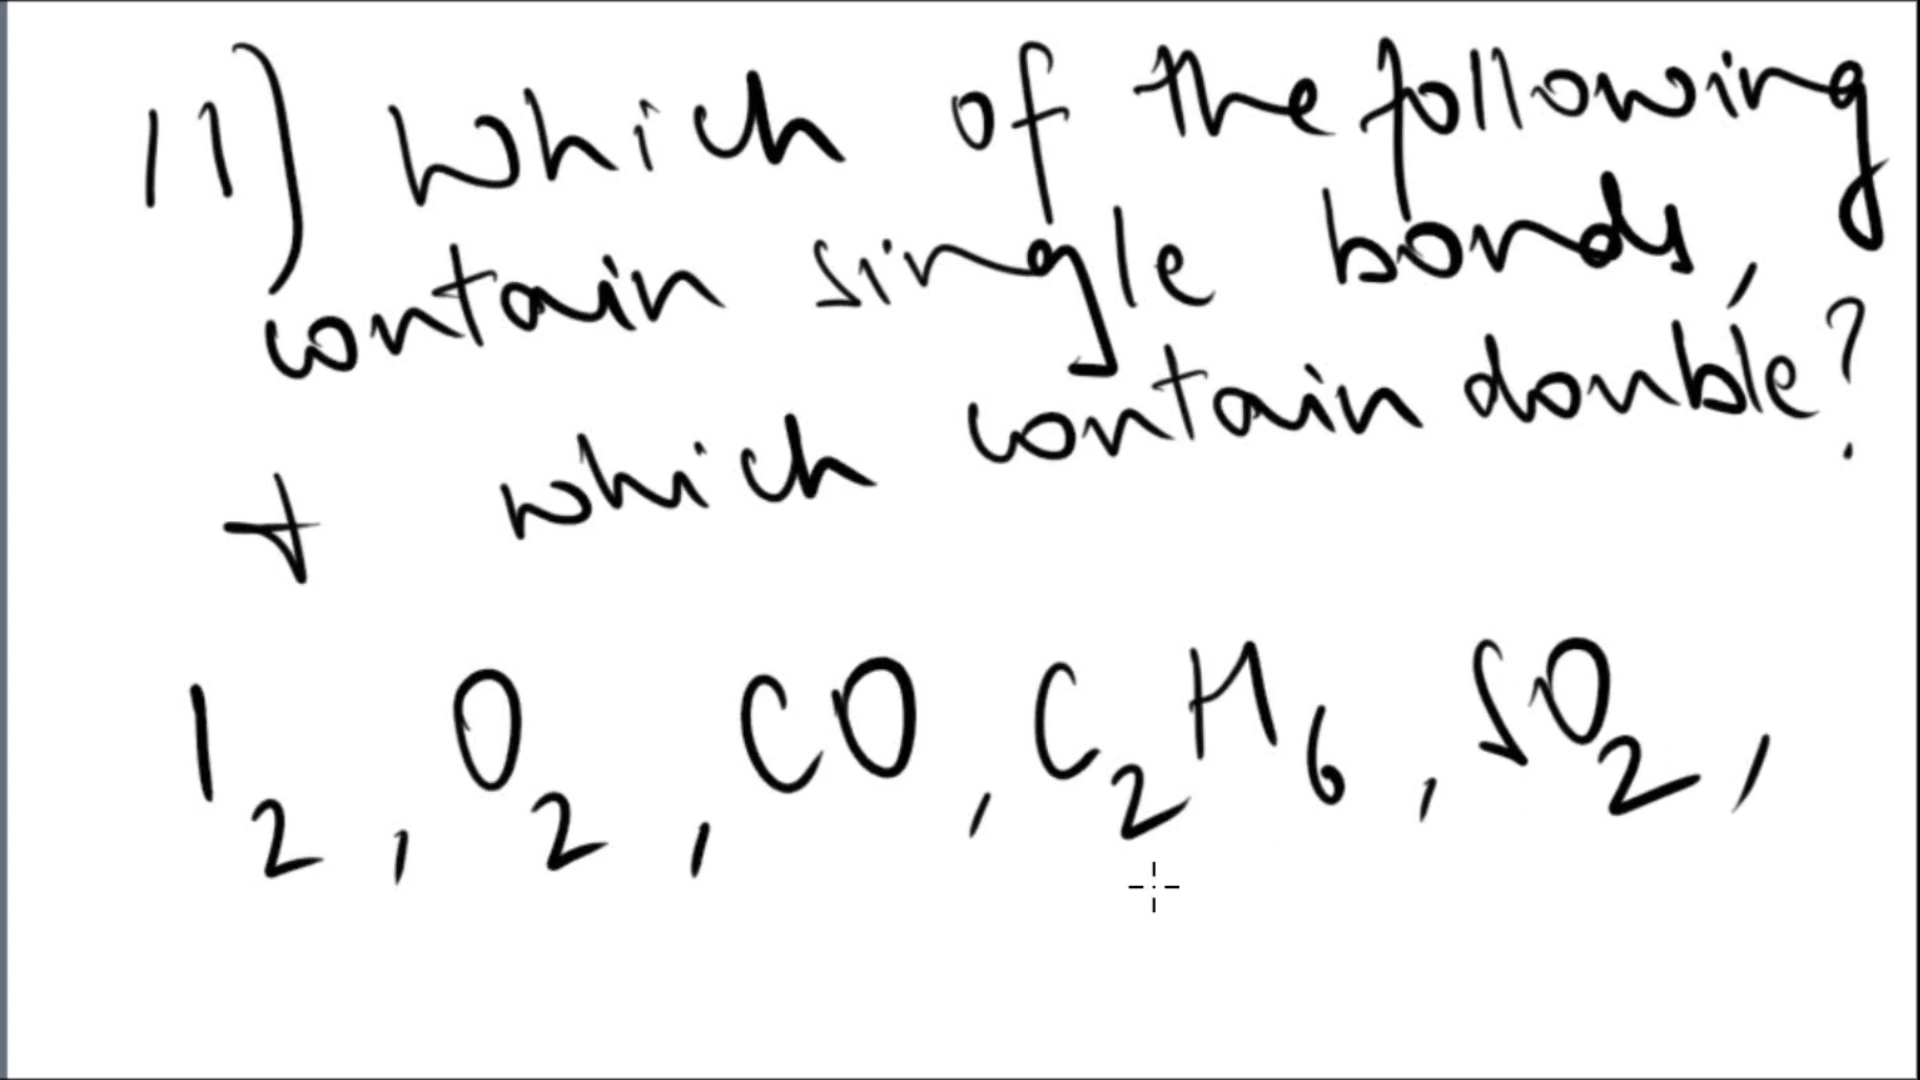 11) Which of the following
contain single bonds,
+ which contain double?
I₂, O₂, CO, C₂H₆, SO₂,